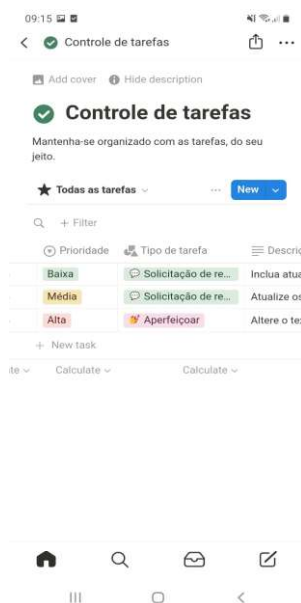 09:15
Controle de tarefas
Add cover Hide description
Controle de tarefas
Mantenha-se organizado com as tarefas, do seu
jeito.
Todas as tarefas ... New
+ Filter
Prioridade Tipo de tarefa Descriç
Baixa Solicitação de re... Inclua atua
Média Solicitação de re... Atualize os
Alta Aperfeiçoar Altere o te
+ New task
Calculate Calculate